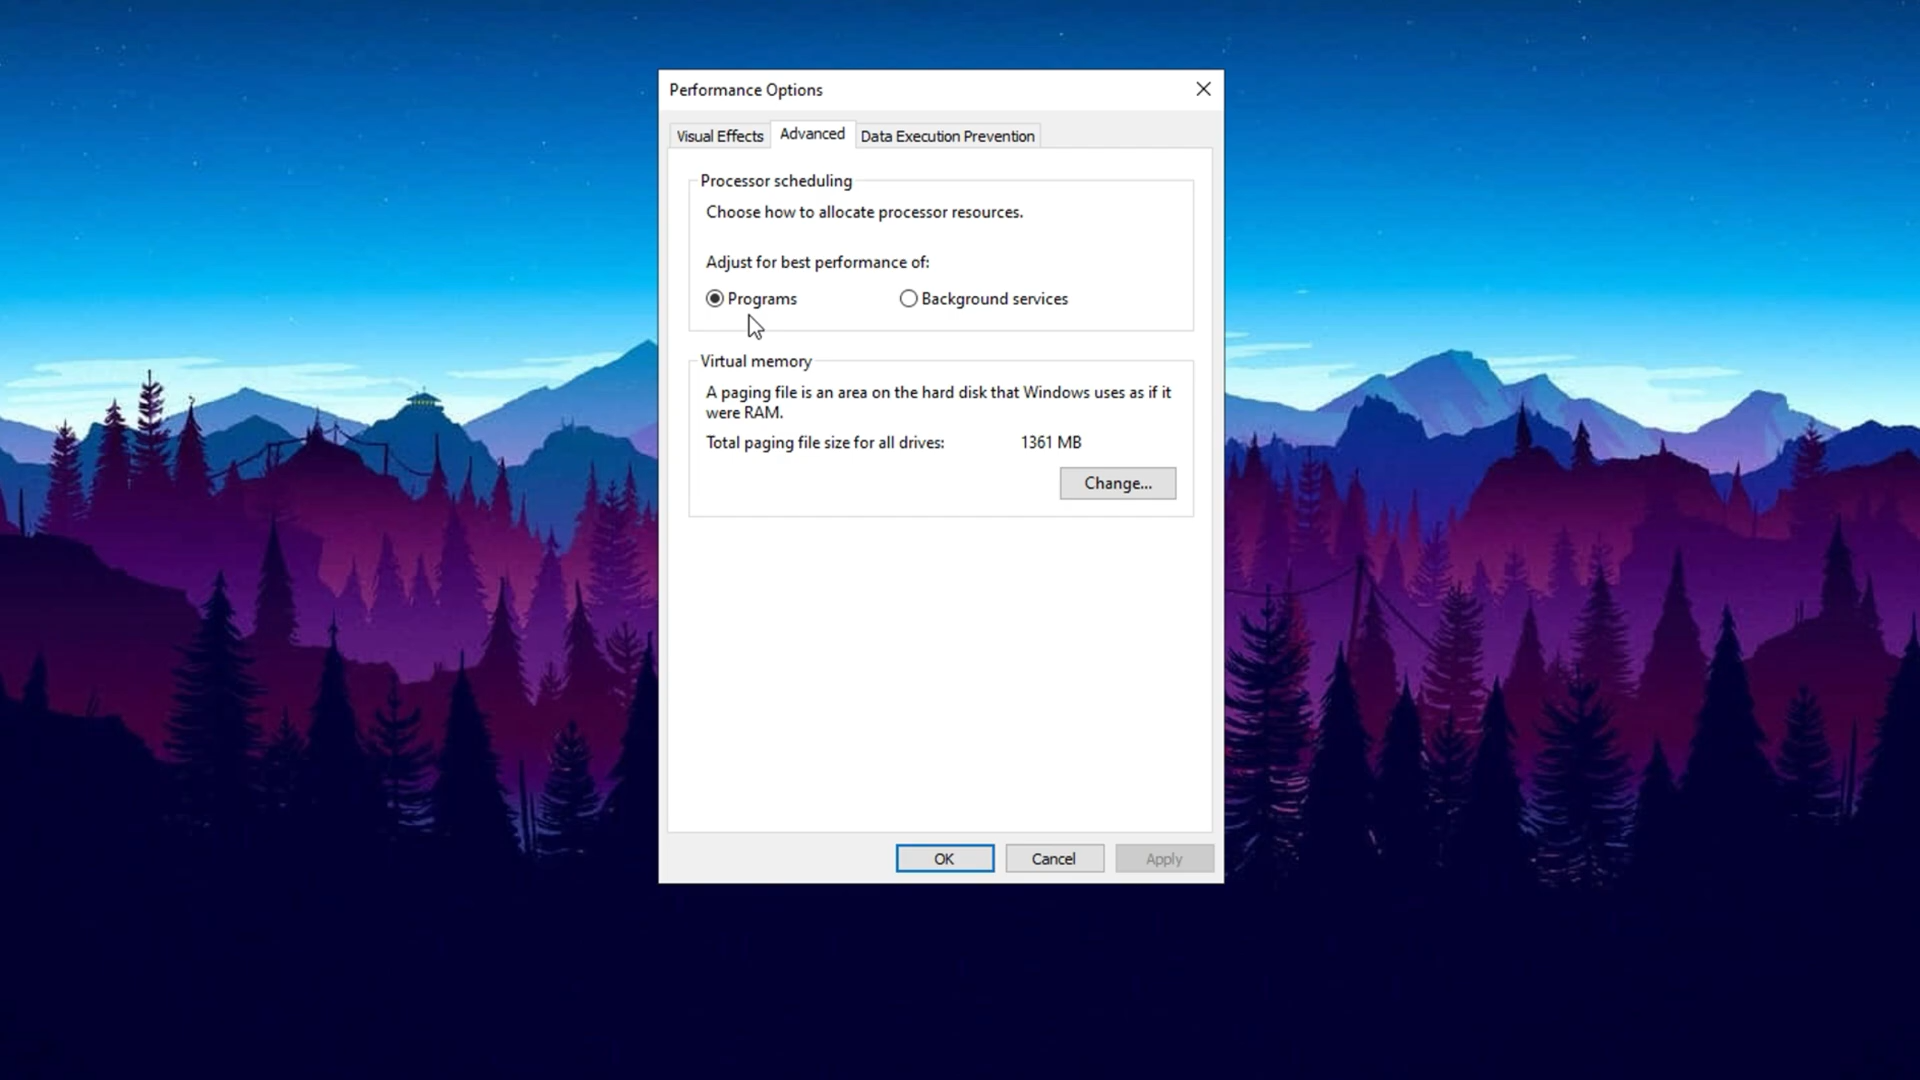 Performance Options
Visual Effects
Advanced
Data Execution Prevention
Processor scheduling
Choose how to allocate processor resources.
Adjust for best performance of:
Programs
Background services
Virtual memory
A paging file is an area on the hard disk that Windows uses as if it
were RAM.
Total paging file size for all drives: 1361 MB
Change...
OK
Cancel
Apply